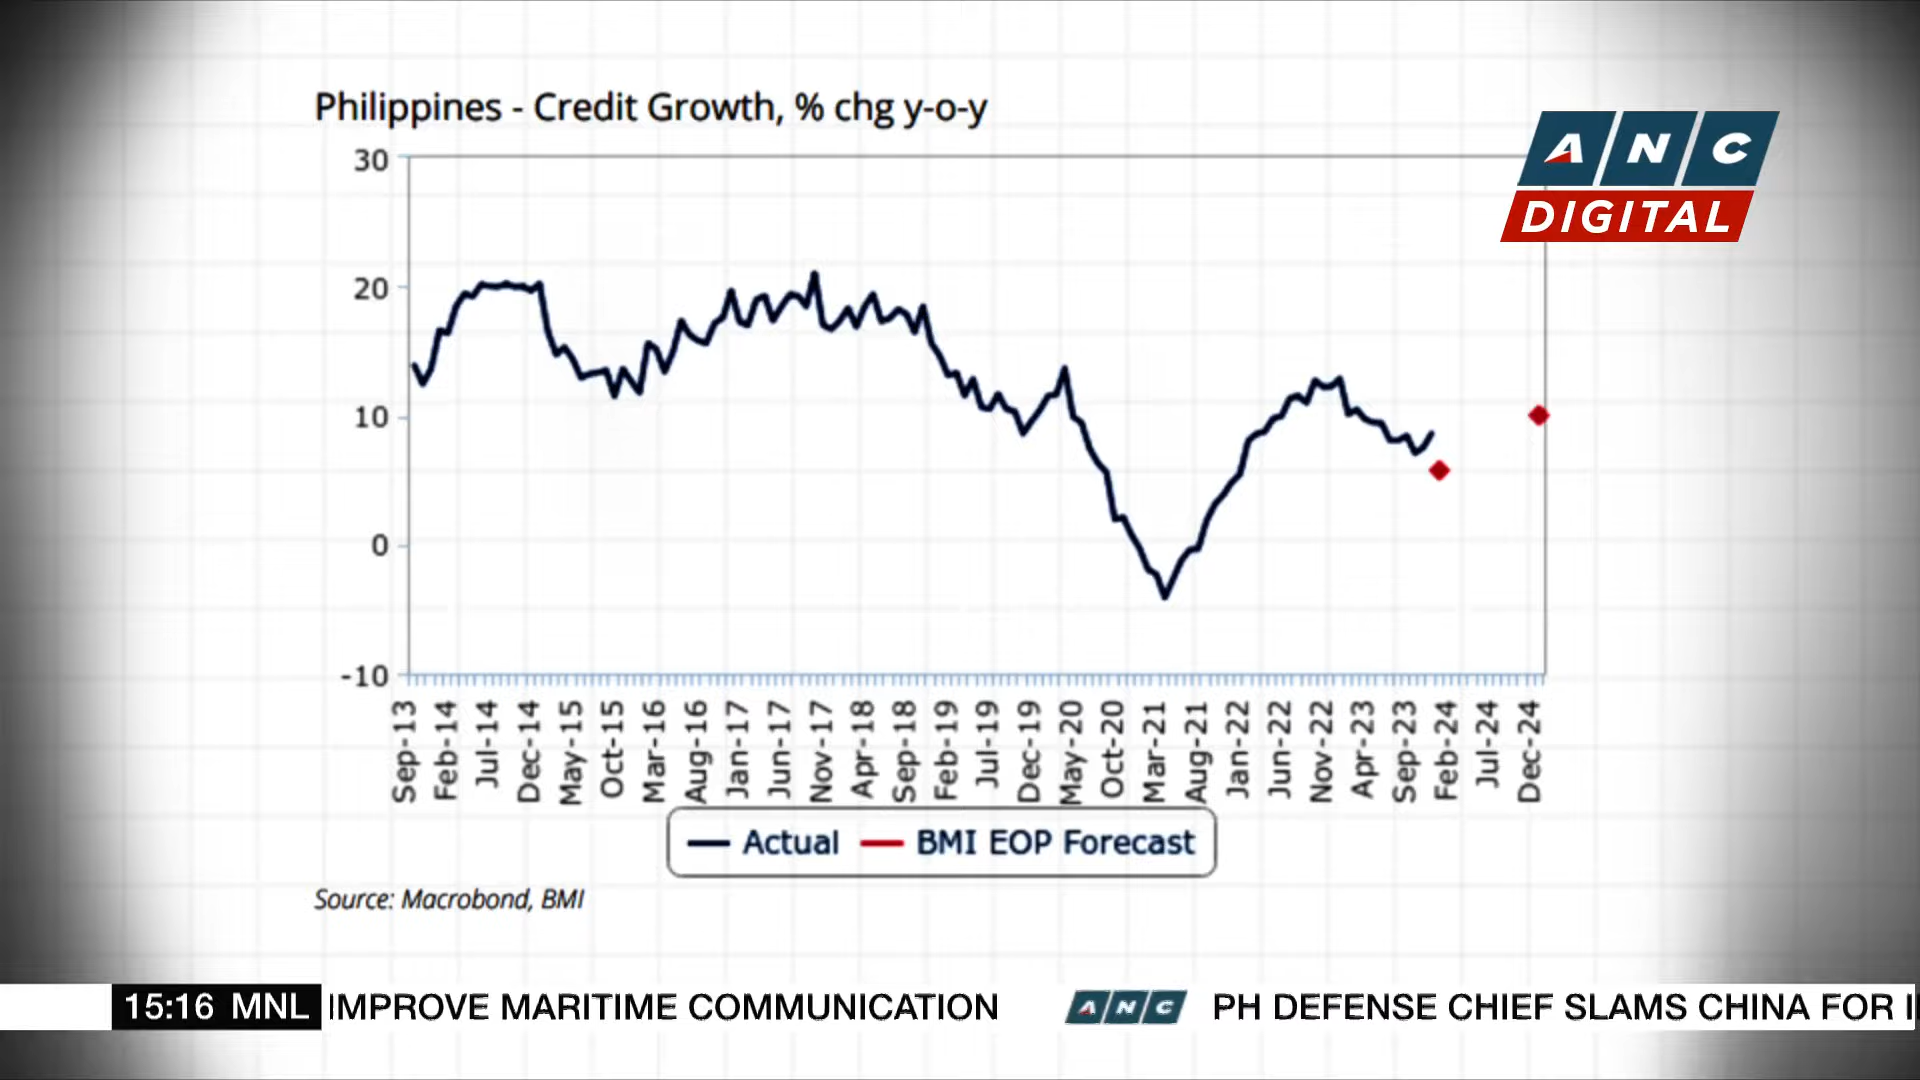 Philippines - Credit Growth, % chg y-o-y
ANC
DIGITAL
30
20
10
0
-10
Sep-13
Feb-14
Jul-14
Dec-14
May-15
Oct-15
Mar-16
Aug-16
Jan-17
Jun-17
Nov-17
Apr-18
Sep-18
Feb-19
Jul-19
Dec-19
May-20
Oct-20
Mar-21
Aug-21
Jan-22
Jun-22
Nov-22
Apr-23
Sep-23
Feb-24
Jul-24
Dec-24
Actual BMI EOP Forecast
Source: Macrobond, BMI
15:16 MNL IMPROVE MARITIME COMMUNICATION ANC PH DEFENSE CHIEF SLAMS CHINA FOR